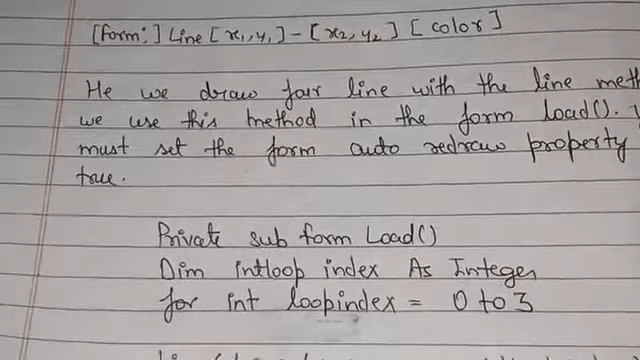 [form:] Line [x1,y1] - [x2,y2] [color]
He we draw four line with the line meth
we use this method in the form Load().
must set the form auto redraw property
true.
Private sub form Load()
Dim intloop index As Integer
for int loopindex = 0 to 3